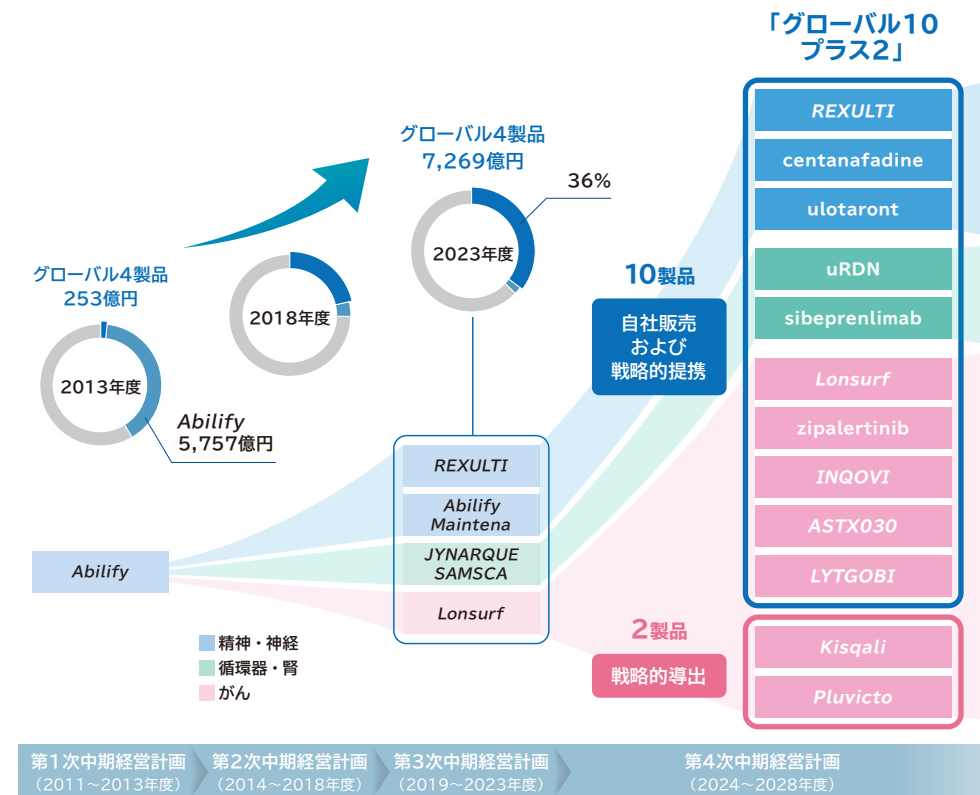 「グローバル10
プラス2」
グローバル4製品
7,269億円
36%
2023年度
グローバル4製品
253億円
2018年度
2013年度
Abilify
5,757億円
REXULTI
centanafadine
ulotaront
uRDN
sibeprenlimab
Lonsurf
zipalertinib
INQOVI
ASTX030
LYTGOBI
10製品
自社販売
および
戦略的提携
Abilify
REXULTI
Abilify
Maintena
JYNARQUE
SAMSCA
Lonsurf
2製品
戦略的導出
Kisqali
Pluvicto
精神・神経
循環器・腎
がん
第1次中期経営計画
（2011～2013年度）
第2次中期経営計画
（2014～2018年度）
第3次中期経営計画
（2019～2023年度）
第4次中期経営計画
（2024～2028年度）